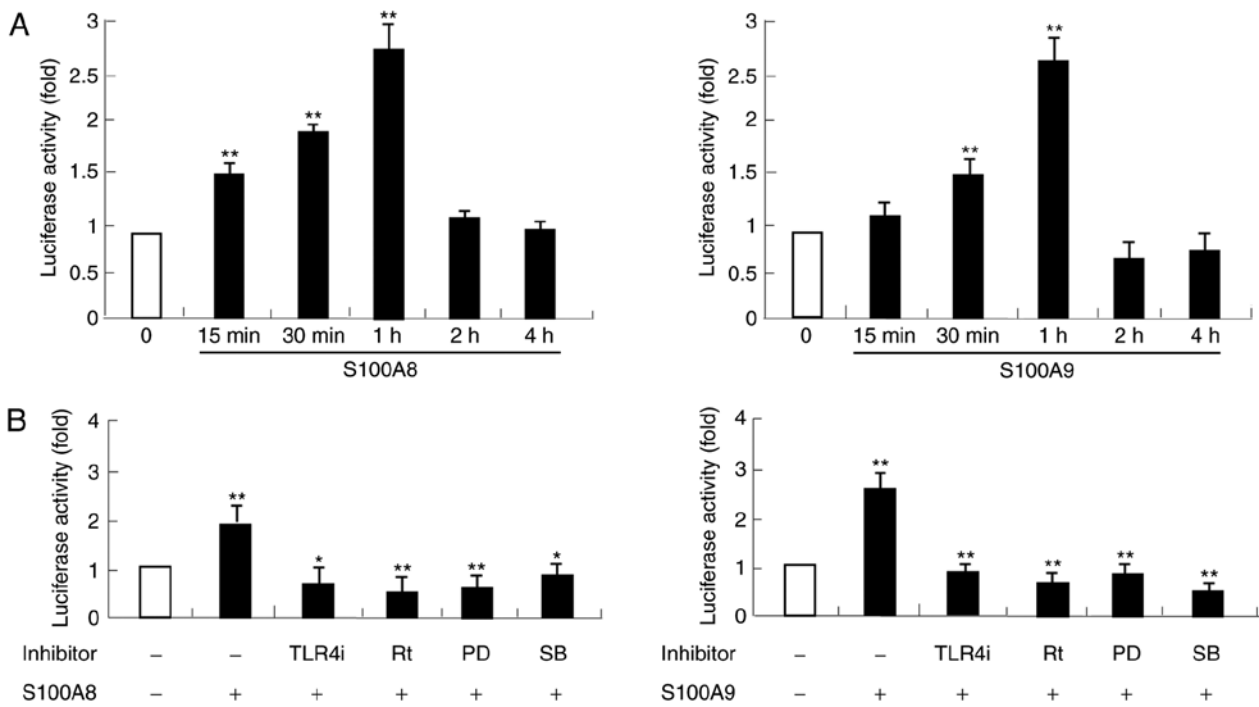 A
Luciferase activity (fold)
3
2.5
2
1.5
1
0.5
0
** ** **
0 15 min 30 min 1 h 2 h 4 h
S100A8
Luciferase activity (fold)
3
2.5
2
1.5
1
0.5
0
** **
0 15 min 30 min 1 h 2 h 4 h
S100A9
B
Luciferase activity (fold)
4
3
2
1
0
** * ** ** *
Inhibitor – – TLR4i Rt PD SB
S100A8 – + + + + +
Luciferase activity (fold)
4
3
2
1
0
** ** ** ** **
Inhibitor – – TLR4i Rt PD SB
S100A9 – + + + + +